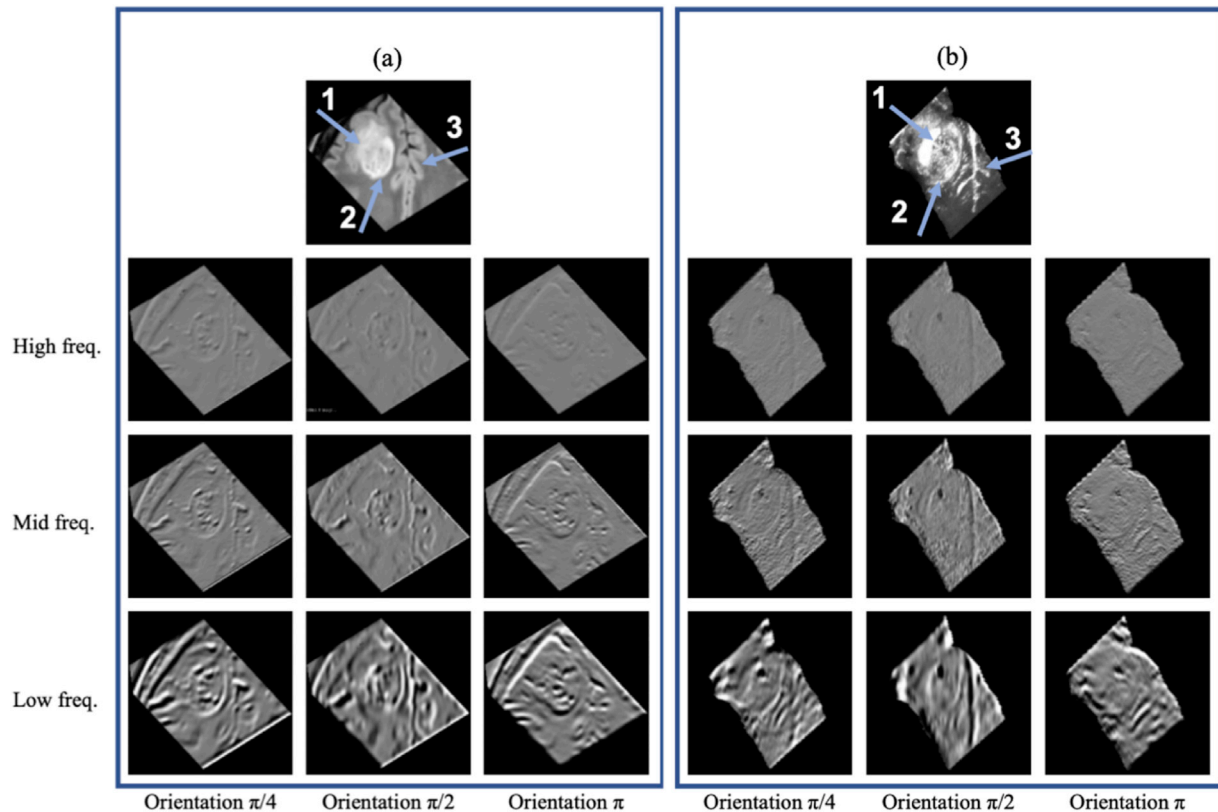 (a) (b)
1 3 2 1 3 2
High freq.
Mid freq.
Low freq.
Orientation π/4 Orientation π/2 Orientation π Orientation π/4 Orientation π/2 Orientation π